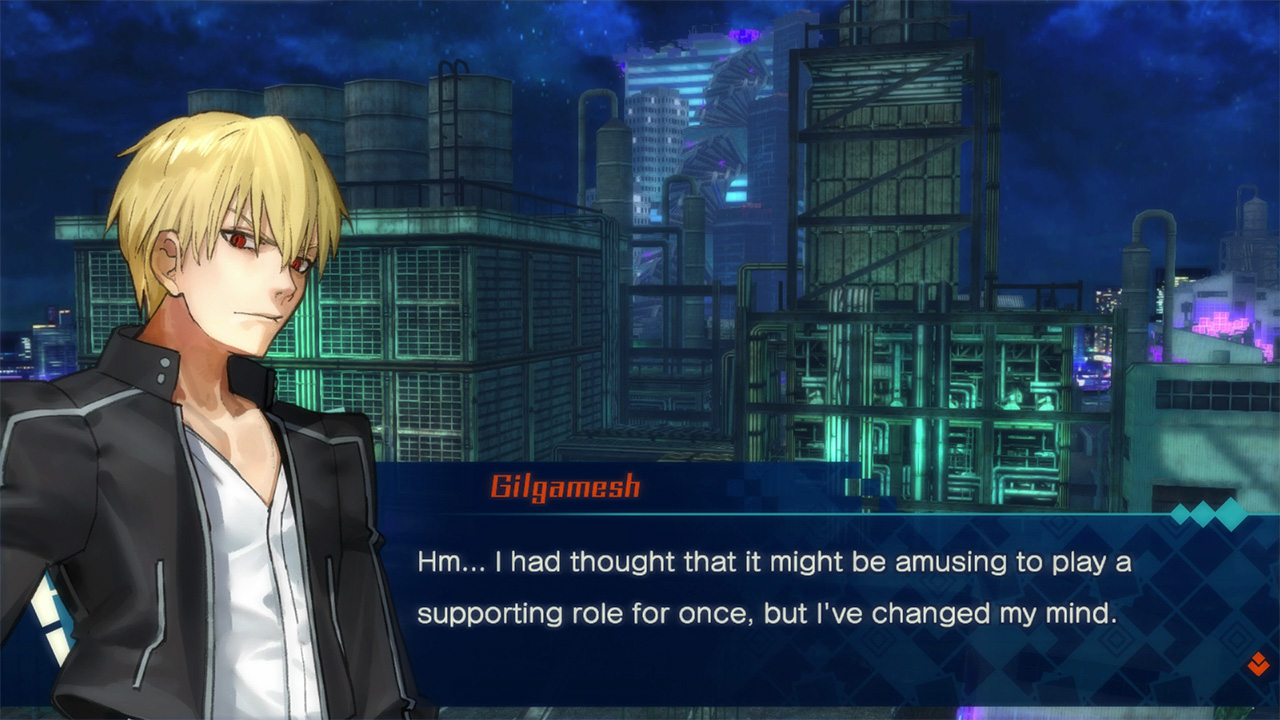 Gilgamesh
Hm... I had thought that it might be amusing to play a
supporting role for once, but I've changed my mind.